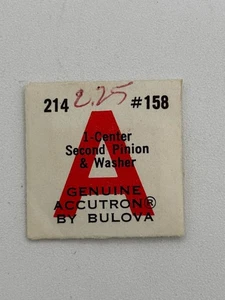 214 2.25 #158
1-Center
Second Pinion
& Washer
GENUINE
ACCUTRON®
BY BULOVA